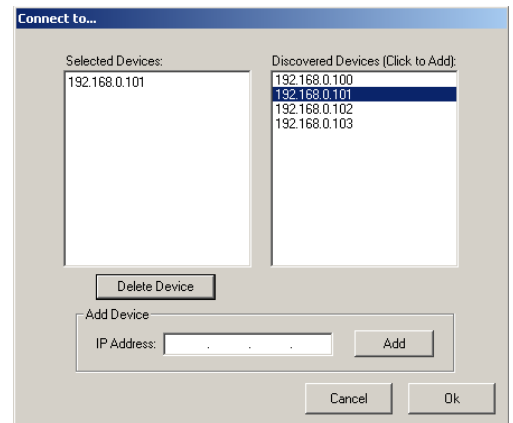 Connect to...
Selected Devices:
192.168.0.101
Discovered Devices (Click to Add):
192.168.0.100
192.168.0.101
192.168.0.102
192.168.0.103
Delete Device
Add Device
IP Address: . . .
Add
Cancel
Ok